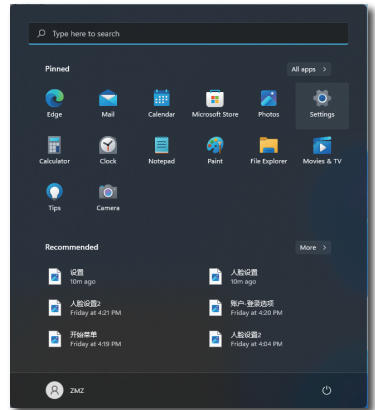 Type here to search
Pinned
All apps >
Edge
Mail
Calendar
Microsoft Store
Photos
Settings
Calculator
Clock
Notepad
Paint
File Explorer
Movies & TV
Tips
Camera
Recommended
More >
设置
10m ago
人脸设置
10m ago
人脸设置2
Friday at 4:21 PM
账户-登录选项
Friday at 4:20 PM
开始菜单
Friday at 4:19 PM
人脸设置2
Friday at 4:04 PM
ZMZ